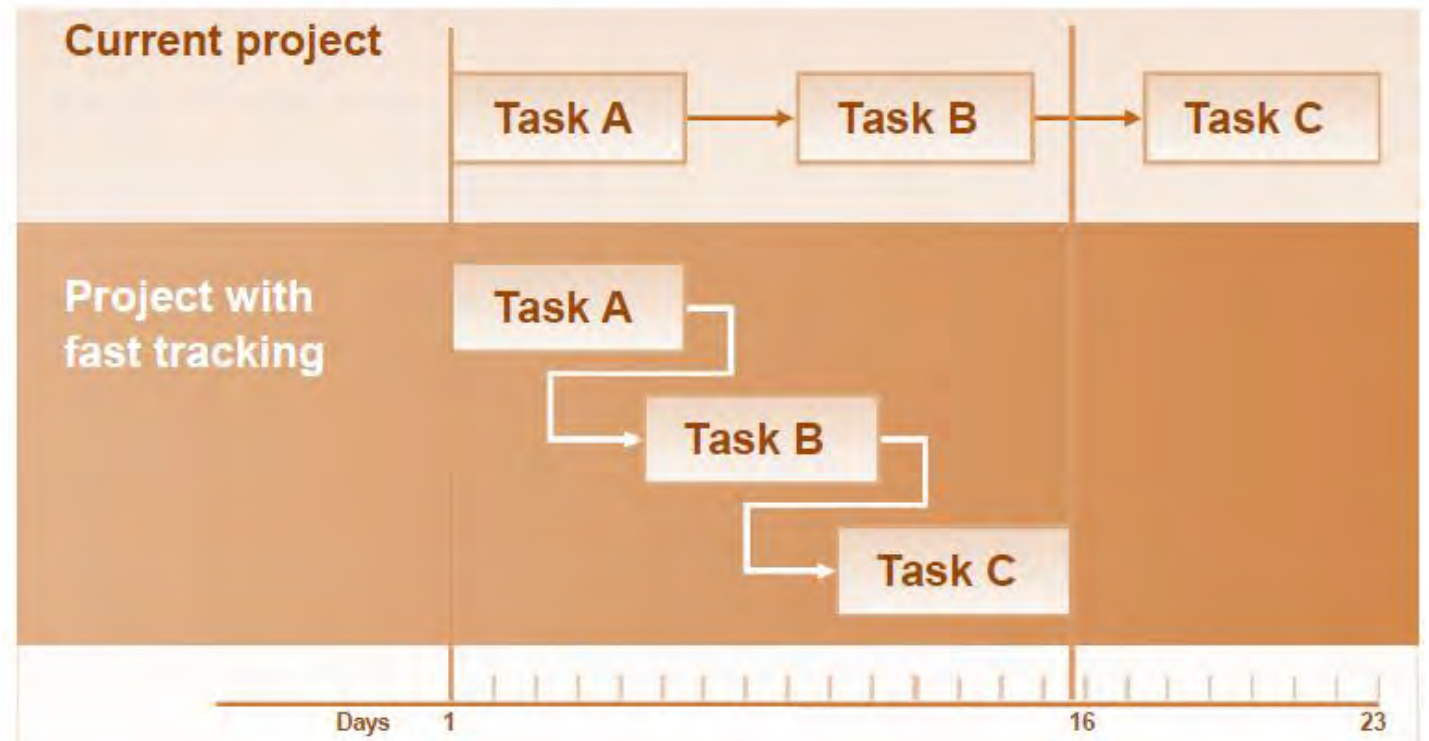 Current project
Task A
Task B
Task C
Project with
fast tracking
Task A
Task B
Task C
Days 1 16 23